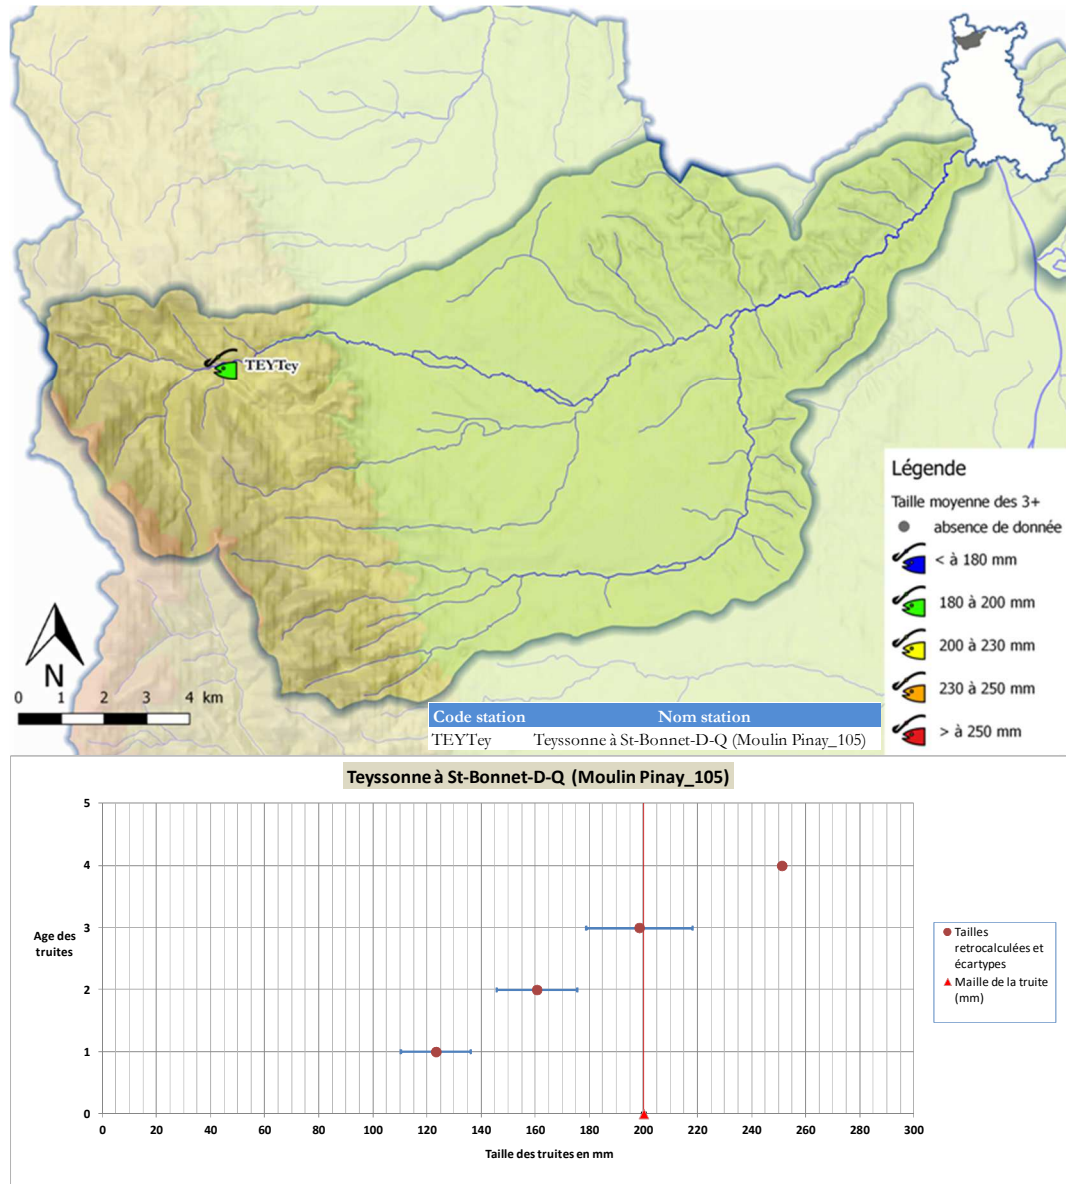 TEYTey
Légende
Taille moyenne des 3+
absence de donnée
< à 180 mm
180 à 200 mm
200 à 230 mm
230 à 250 mm
> à 250 mm
N
0 1 2 3 4 km
Code station Nom station
TEYTey Teyssonne à St-Bonnet-D-Q (Moulin Pinay_105)
Teyssonne à St-Bonnet-D-Q (Moulin Pinay_105)
5
4
3
2
1
0
Age des
truites
0 20 40 60 80 100 120 140 160 180 200 220 240 260 280 300
Taille des truites en mm
Tailles
retrocalculées et
écartypes
Maille de la truite
(mm)